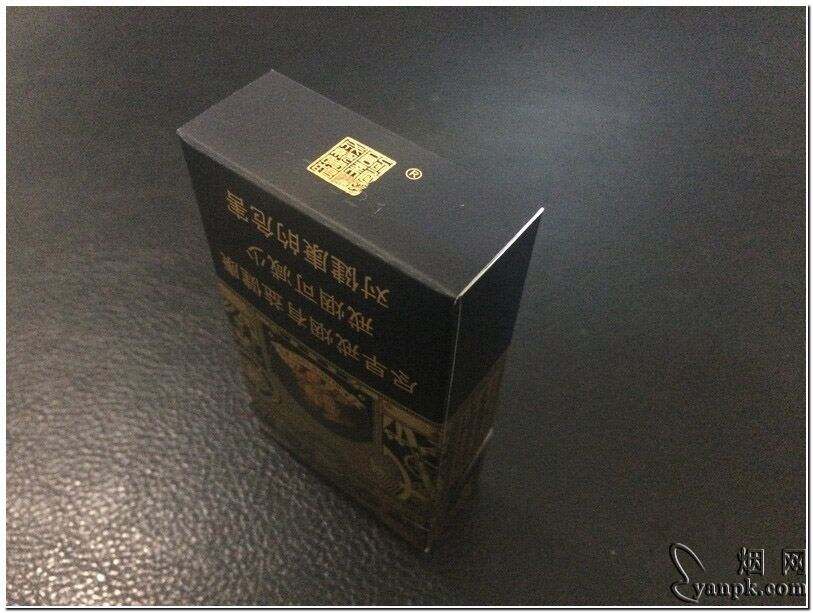 ®
尽早戒烟有益健康
戒烟可减少
对健康的危害
烟网
yanpk.com